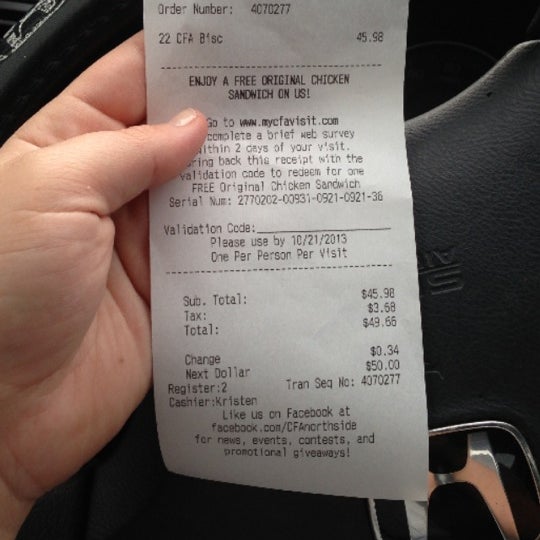 Order Number: 4070277
22 CFA Bisc 45.98
ENJOY A FREE ORIGINAL CHICKEN
SANDWICH ON US!
Go to www.mycfavisit.com
complete a brief web survey
within 2 days of your visit.
bring back this receipt with the
validation code to redeem for one
FREE Original Chicken Sandwich
Serial Num: 2770202-00931-0921-0921-36
Validation Code:
Please use by 10/21/2013
One Per Person Per Visit
Sub. Total: $45.98
Tax: $3.68
Total: $49.66
Change $0.34
Next Dollar $50.00
Register:2 Tran Seq No: 4070277
Cashier:Kristen
Like us on Facebook at
facebook.com/CFAnorthside
for news, events, contests, and
promotional giveaways!